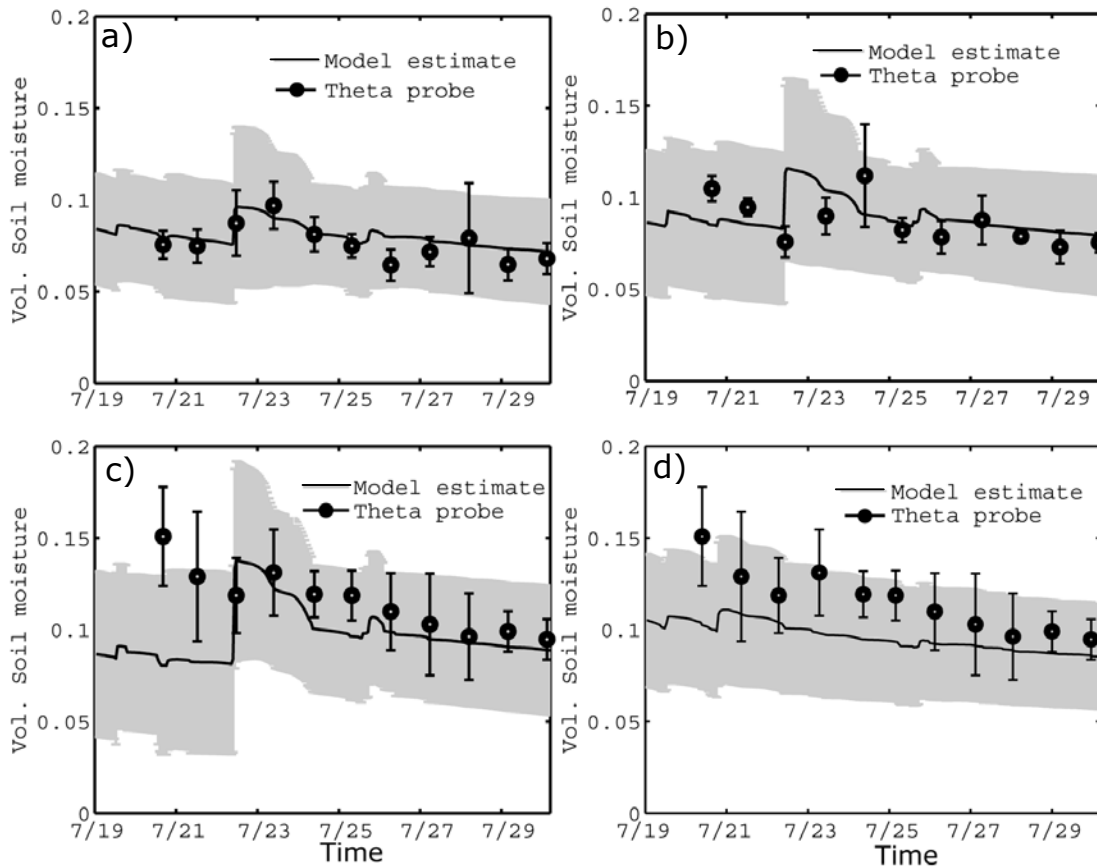 a)
Model estimate
Theta probe
Vol. Soil moisture
0.2
0.15
0.1
0.05
0
7/19 7/21 7/23 7/25 7/27 7/29
b)
Model estimate
Theta probe
Vol. Soil moisture
0.2
0.15
0.1
0.05
0
7/19 7/21 7/23 7/25 7/27 7/29
c)
Model estimate
Theta probe
Vol. Soil moisture
0.2
0.15
0.1
0.05
0
7/19 7/21 7/23 7/25 7/27 7/29
Time
d)
Model estimate
Theta probe
Vol. Soil moisture
0.2
0.15
0.1
0.05
0
7/19 7/21 7/23 7/25 7/27 7/29
Time